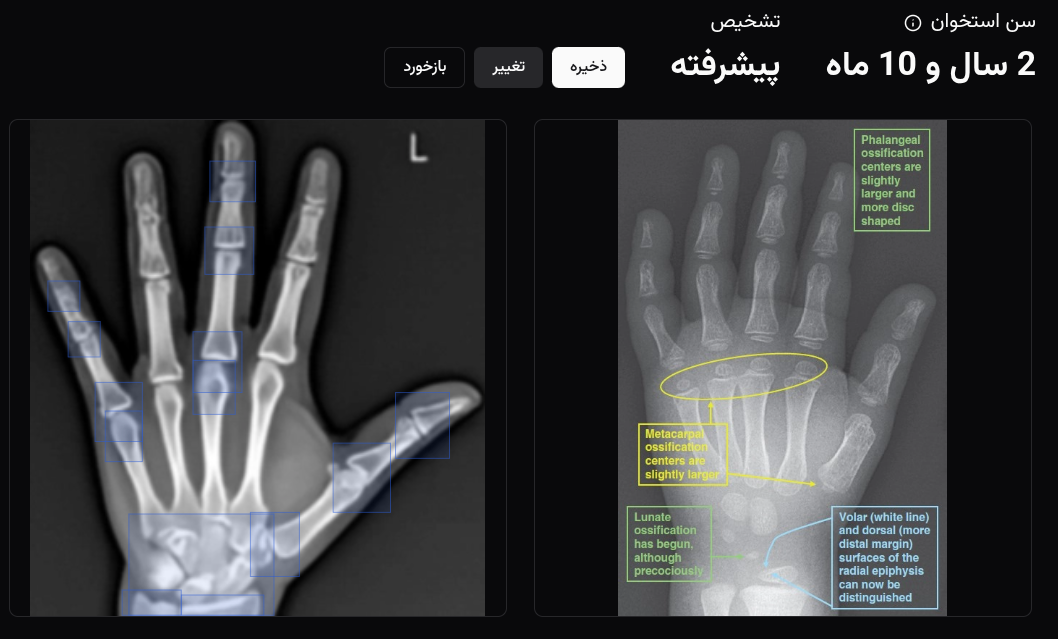 سن استخوان
2 سال و 10 ماه
تشخیص
پیشرفته
ذخیره
تغییر
بازخورد
L
Phalangeal
ossification
centers are
slightly
larger and
more disc
shaped
Metacarpal
ossification
centers are
slightly larger
Lunate
ossification
has begun,
although
precociously
Volar (white line)
and dorsal (more
distal margin)
surfaces of the
radial epiphysis
can now be
distinguished